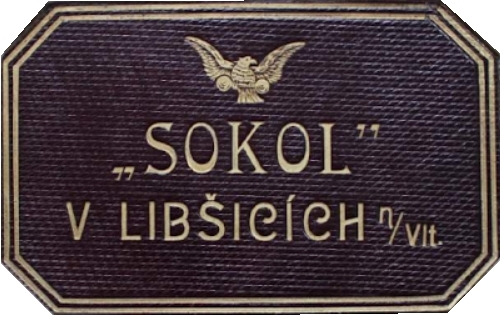 „SOKOL”
V LIBŠICÍCH n/Vlt.